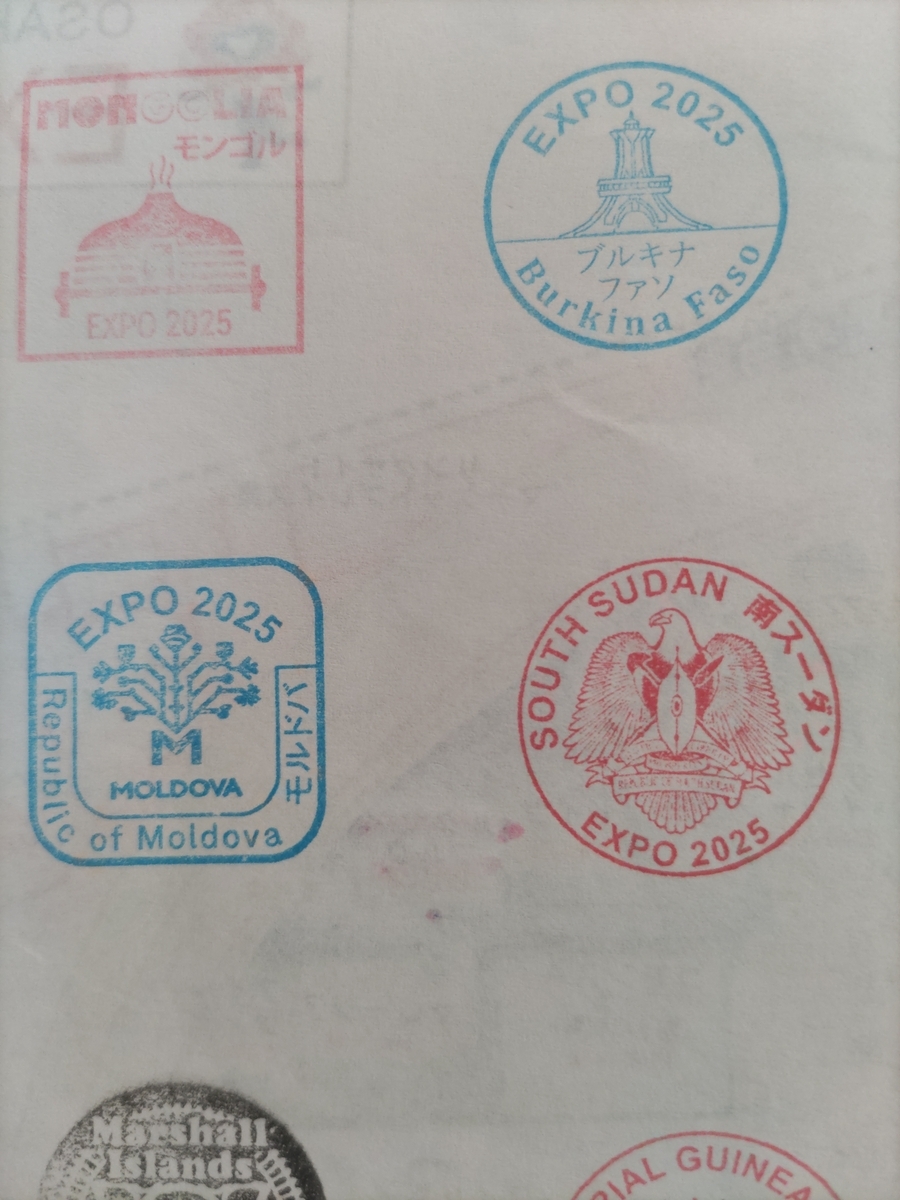 OSA
MONGOLIA
モンゴル
EXPO 2025
EXPO 2025
ブルキナ
ファソ
Burkina Faso
EXPO 2025
MOLDOVA
Republic of Moldova
モルドバ
SOUTH SUDAN 南スーダン
EXPO 2025
Marshall
Islands
RIAL GUINEA